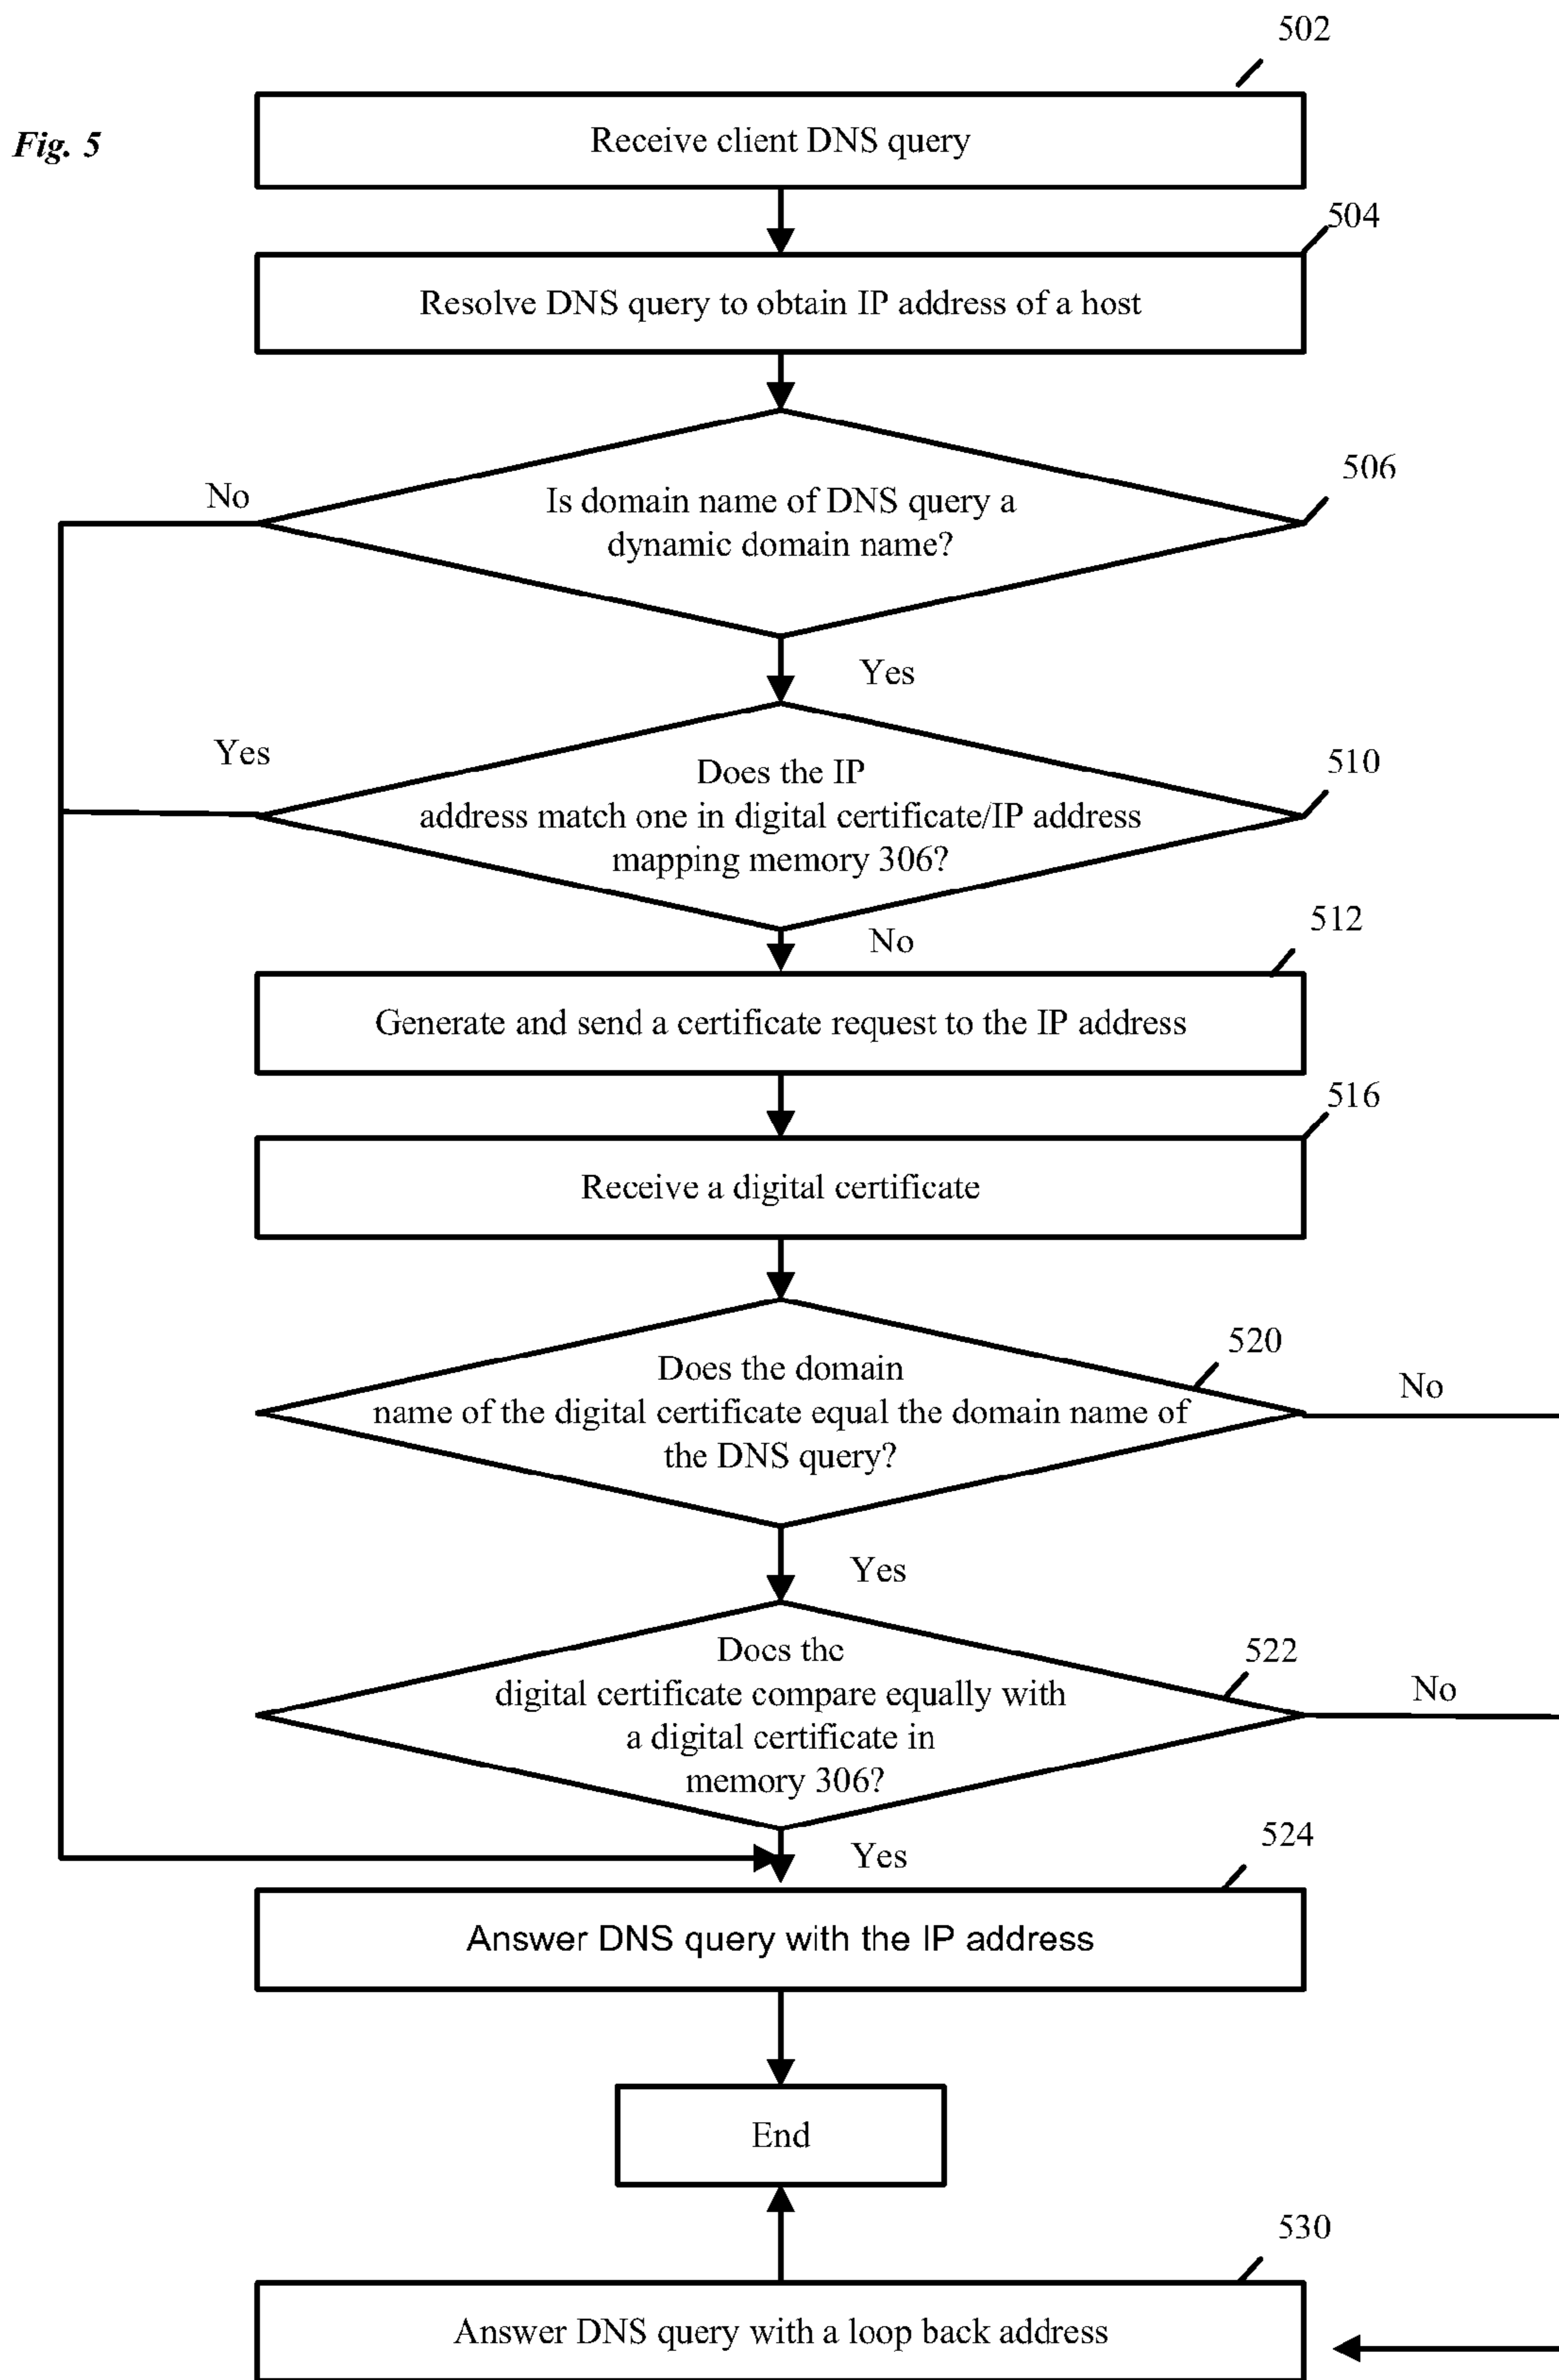 502
Fig. 5
Receive client DNS query
504
Resolve DNS query to obtain IP address of a host
506
No
Is domain name of DNS query a
dynamic domain name?
Yes
Yes
510
Does the IP
address match one in digital certificate/IP address
mapping memory 306?
No
512
Generate and send a certificate request to the IP address
516
Receive a digital certificate
520
Does the domain
name of the digital certificate equal the domain name of
the DNS query?
No
Yes
522
Does the
digital certificate compare equally with
a digital certificate in
memory 306?
No
Yes
524
Answer DNS query with the IP address
End
530
Answer DNS query with a loop back address